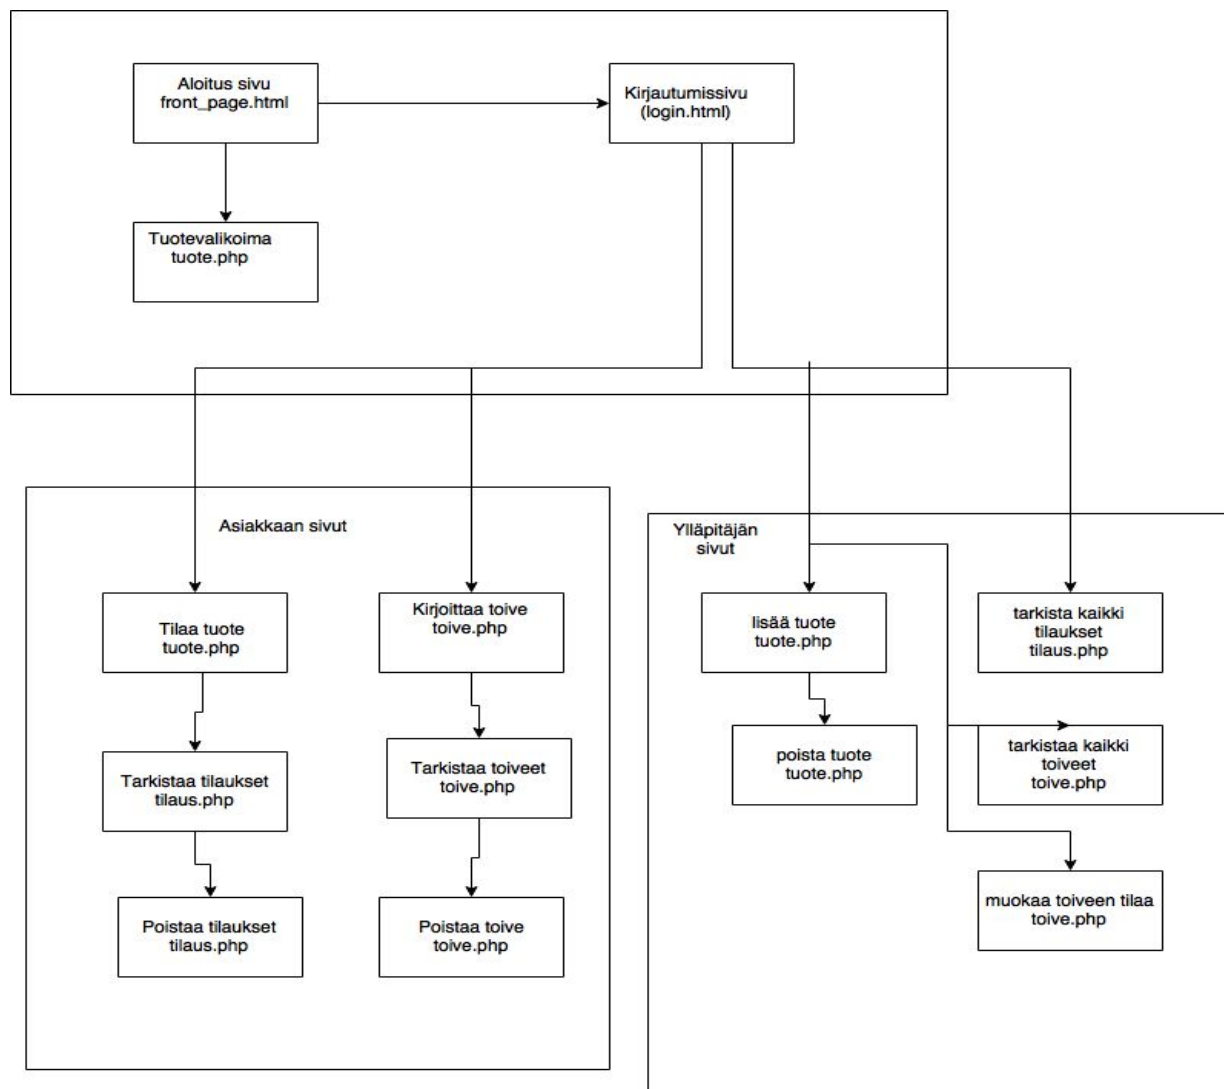 Aloitus sivu
front_page.html
Kirjautumissivu
(login.html)
Tuotevalikoima
tuote.php
Asiakkaan sivut
Tilaa tuote
tuote.php
Kirjoittaa toive
toive.php
Tarkistaa tilaukset
tilaus.php
Tarkistaa toiveet
toive.php
Poistaa tilaukset
tilaus.php
Poistaa toive
toive.php
Ylläpitäjän
sivut
lisää tuote
tuote.php
tarkista kaikki
tilaukset
tilaus.php
poista tuote
tuote.php
tarkistaa kaikki
toiveet
toive.php
muokaa toiveen tilaa
toive.php